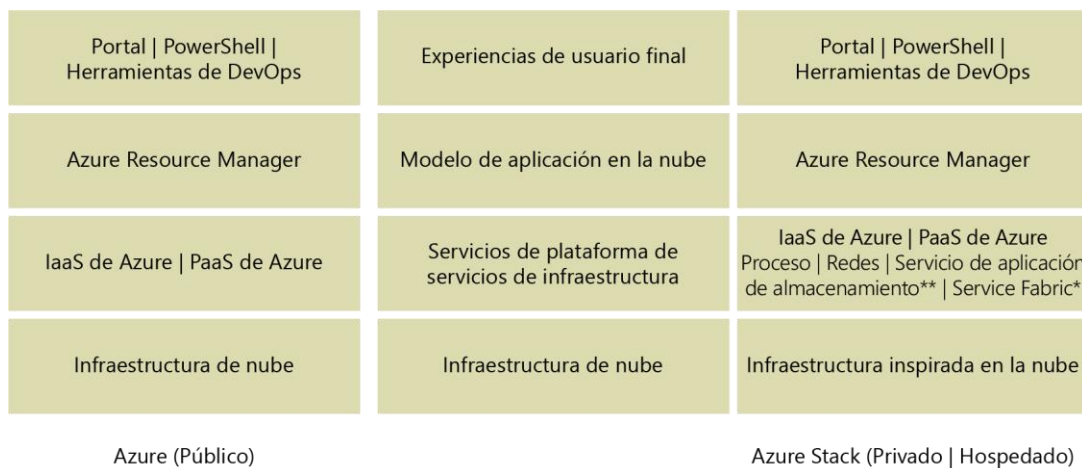 Portal | PowerShell |
Herramientas de DevOps
Experiencias de usuario final
Portal | PowerShell |
Herramientas de DevOps
Azure Resource Manager
Modelo de aplicación en la nube
Azure Resource Manager
IaaS de Azure | PaaS de Azure
Servicios de plataforma de
servicios de infraestructura
IaaS de Azure | PaaS de Azure
Proceso | Redes | Servicio de aplicación
de almacenamiento** | Service Fabric*
Infraestructura de nube
Infraestructura de nube
Infraestructura inspirada en la nube
Azure (Público)
Azure Stack (Privado | Hospedado)